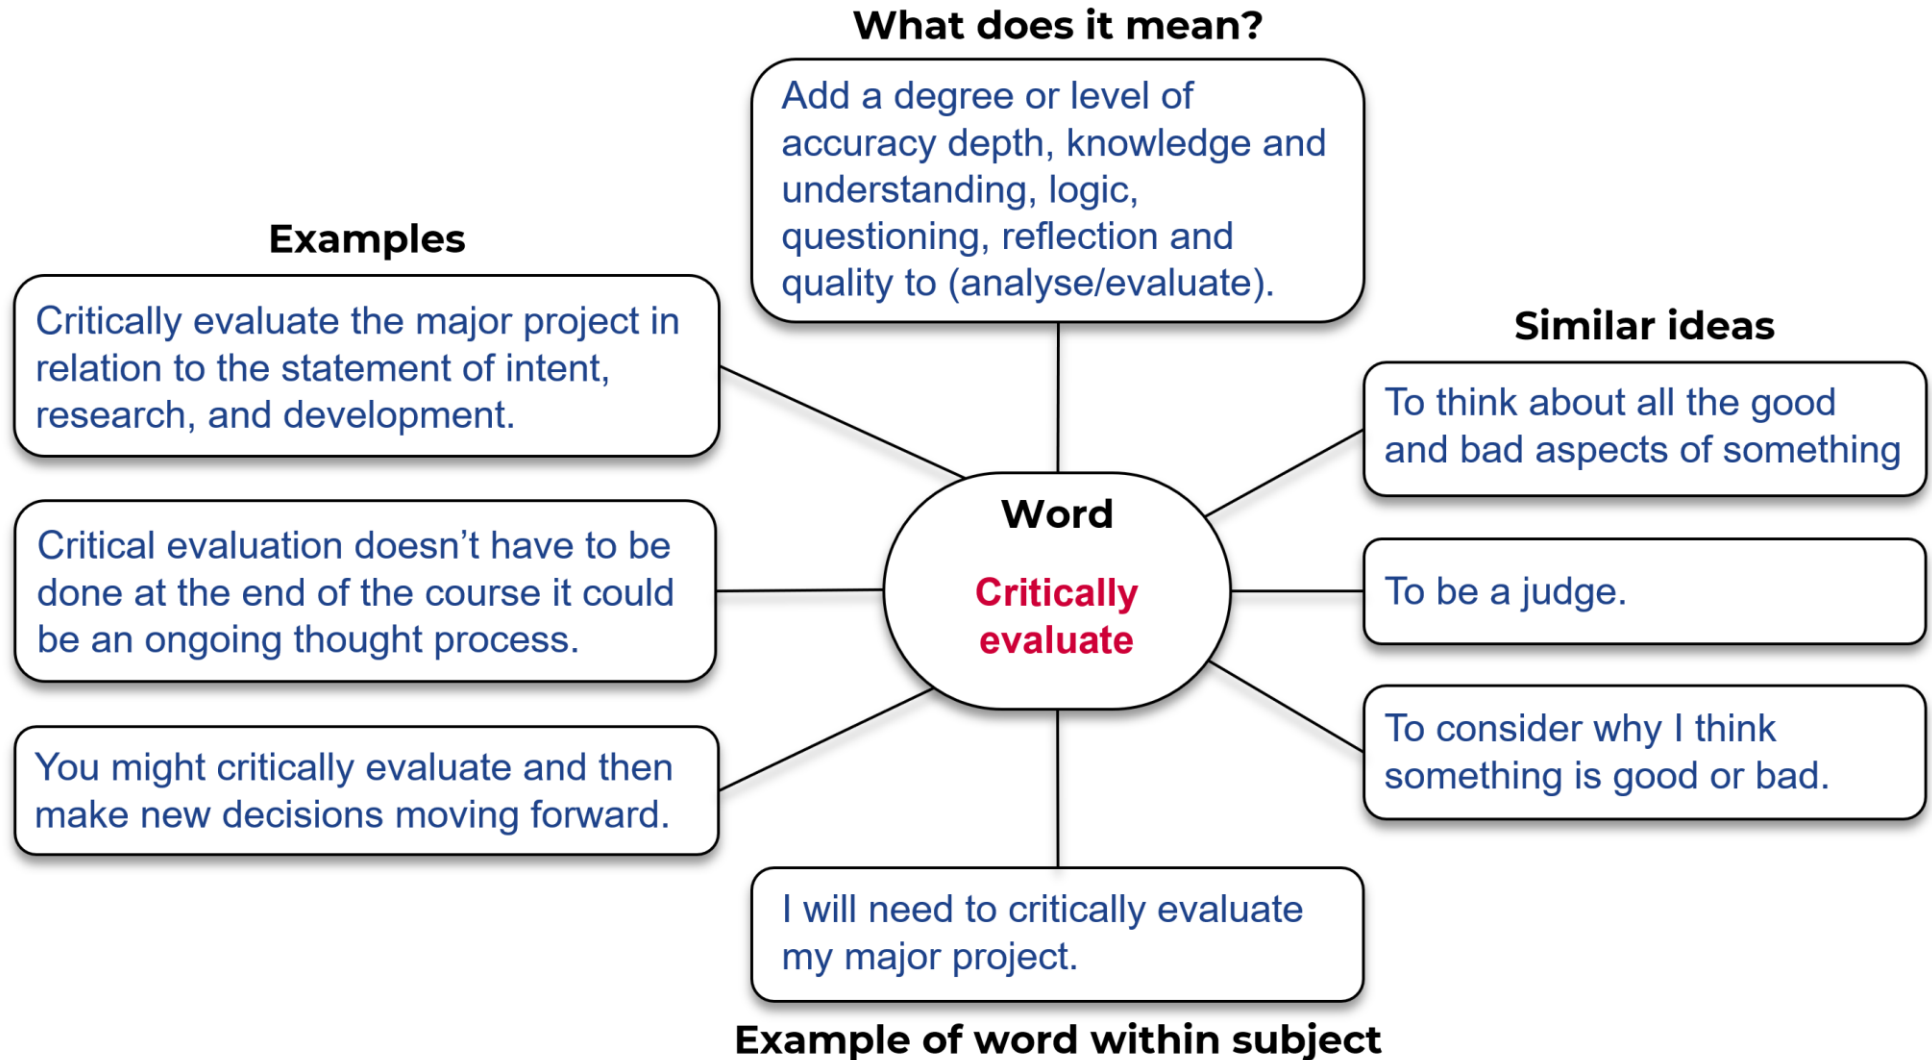 What does it mean?
Add a degree or level of
accuracy depth, knowledge and
understanding, logic,
questioning, reflection and
quality to (analyse/evaluate).
Examples
Critically evaluate the major project in
relation to the statement of intent,
research, and development.
Critical evaluation doesn’t have to be
done at the end of the course it could
be an ongoing thought process.
You might critically evaluate and then
make new decisions moving forward.
Word
Critically
evaluate
Similar ideas
To think about all the good
and bad aspects of something
To be a judge.
To consider why I think
something is good or bad.
I will need to critically evaluate
my major project.
Example of word within subject